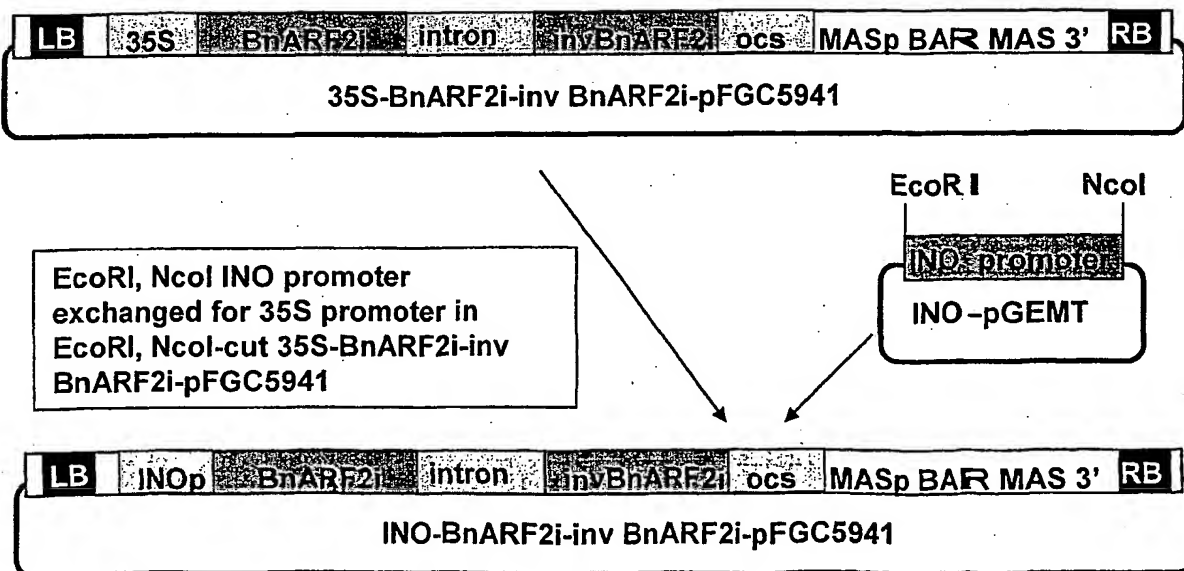 LB 35S BnARF2i intron invBnARF2i ocs MASp BAR MAS 3' RB
35S-BnARF2i-inv BnARF2i-pFGC5941
EcoR I NcoI
INO promoter
INO-pGEMT
EcoRI, NcoI INO promoter
exchanged for 35S promoter in
EcoRI, NcoI-cut 35S-BnARF2i-inv
BnARF2i-pFGC5941
LB INOp BnARF2i intron invBnARF2i ocs MASp BAR MAS 3' RB
INO-BnARF2i-inv BnARF2i-pFGC5941